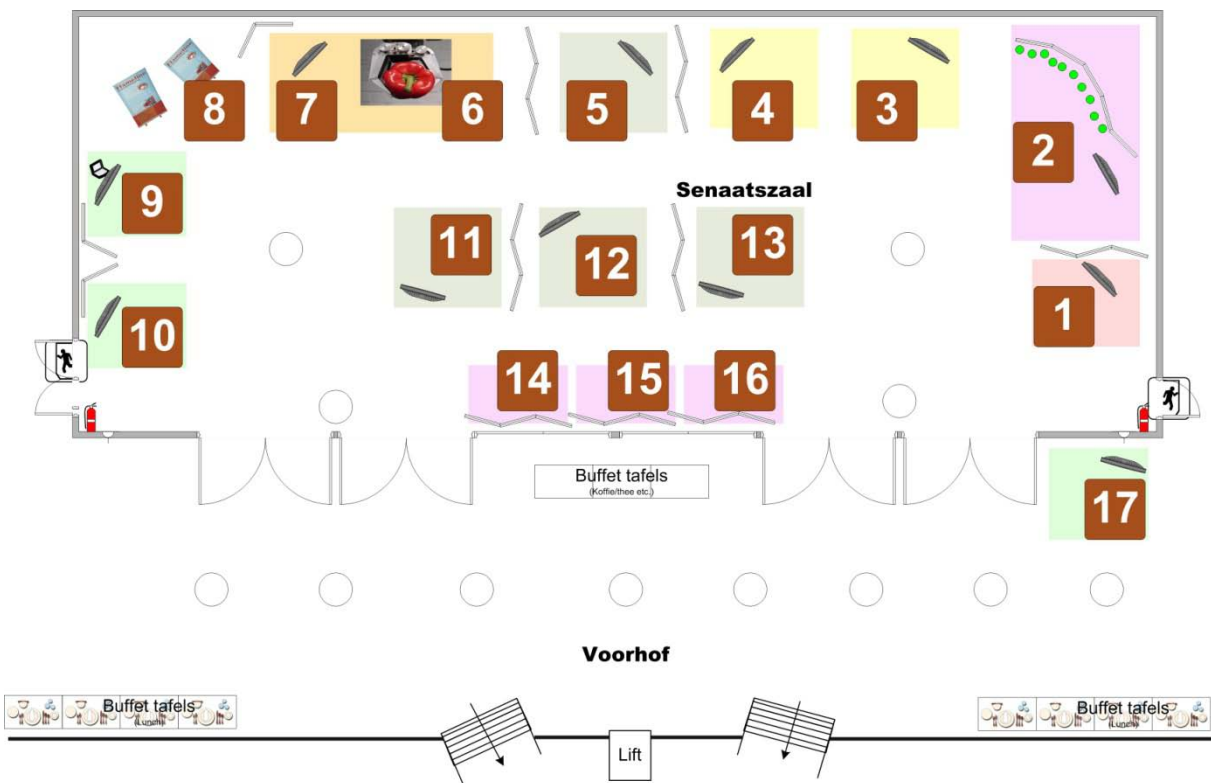 8
7
6
5
4
3
2
9
Senaatszaal
11
12
13
1
10
14
15
16
Buffet tafels
(Koffie/thee etc.)
17
Voorhof
Buffet tafels
(Lunch)
Buffet tafels
(Lunch)
Lift